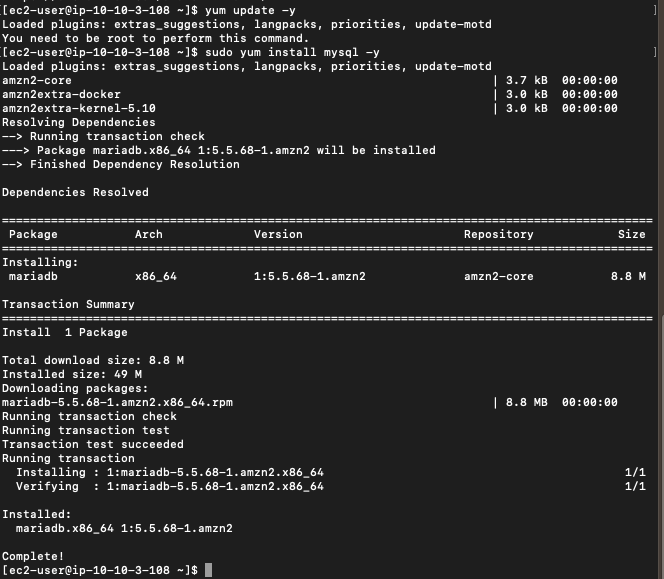 [[ec2-user@ip-10-10-3-108 ~]$ yum update -y ]
Loaded plugins: extras_suggestions, langpacks, priorities, update-motd
You need to be root to perform this command.
[[ec2-user@ip-10-10-3-108 ~]$ sudo yum install mysql -y ]
Loaded plugins: extras_suggestions, langpacks, priorities, update-motd
amzn2-core | 3.7 kB 00:00:00
amzn2extra-docker | 3.0 kB 00:00:00
amzn2extra-kernel-5.10 | 3.0 kB 00:00:00
Resolving Dependencies
--> Running transaction check
---> Package mariadb.x86_64 1:5.5.68-1.amzn2 will be installed
--> Finished Dependency Resolution
Dependencies Resolved
================================================================================
Package Arch Version Repository Size
================================================================================
Installing:
mariadb x86_64 1:5.5.68-1.amzn2 amzn2-core 8.8 M
Transaction Summary
================================================================================
Install 1 Package
Total download size: 8.8 M
Installed size: 49 M
Downloading packages:
mariadb-5.5.68-1.amzn2.x86_64.rpm | 8.8 MB 00:00:00
Running transaction check
Running transaction test
Transaction test succeeded
Running transaction
Installing : 1:mariadb-5.5.68-1.amzn2.x86_64 1/1
Verifying : 1:mariadb-5.5.68-1.amzn2.x86_64 1/1
Installed:
mariadb.x86_64 1:5.5.68-1.amzn2
Complete!
[ec2-user@ip-10-10-3-108 ~]$